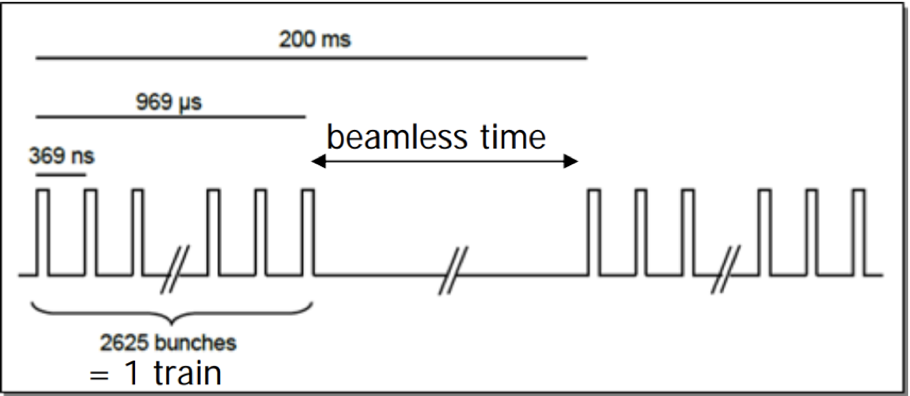 200 ms
969 µs
beamless time
369 ns
2625 bunches
= 1 train